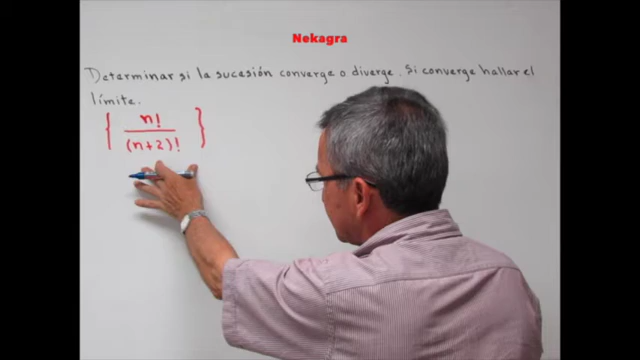 Nekagra
Determinar si la sucesión converge o diverge. Si converge hallar el
límite.
{ n! / (n+2)! }